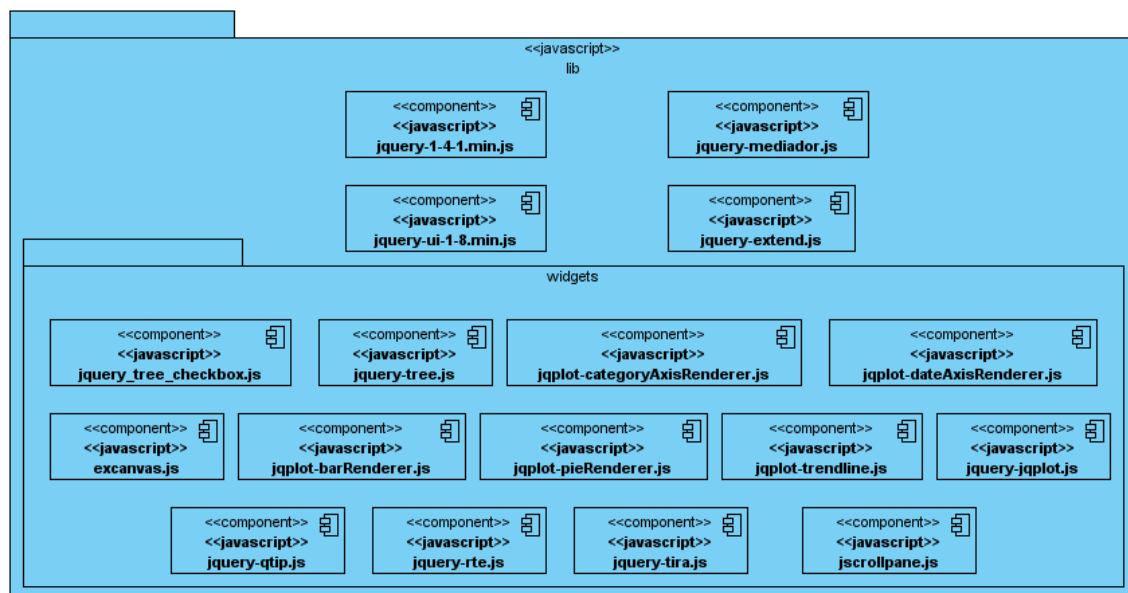 <<javascript>>
lib
<<component>>
<<javascript>>
jquery-1-4-1.min.js
<<component>>
<<javascript>>
jquery-mediador.js
<<component>>
<<javascript>>
jquery-ui-1-8.min.js
<<component>>
<<javascript>>
jquery-extend.js
widgets
<<component>>
<<javascript>>
jquery_tree_checkbox.js
<<component>>
<<javascript>>
jquery-tree.js
<<component>>
<<javascript>>
jqplot-categoryAxisRenderer.js
<<component>>
<<javascript>>
jqplot-dateAxisRenderer.js
<<component>>
<<javascript>>
excanvas.js
<<component>>
<<javascript>>
jqplot-barRenderer.js
<<component>>
<<javascript>>
jqplot-pieRenderer.js
<<component>>
<<javascript>>
jqplot-trendline.js
<<component>>
<<javascript>>
jquery-jqplot.js
<<component>>
<<javascript>>
jquery-qtip.js
<<component>>
<<javascript>>
jquery-rte.js
<<component>>
<<javascript>>
jquery-tira.js
<<component>>
<<javascript>>
jscrollpane.js